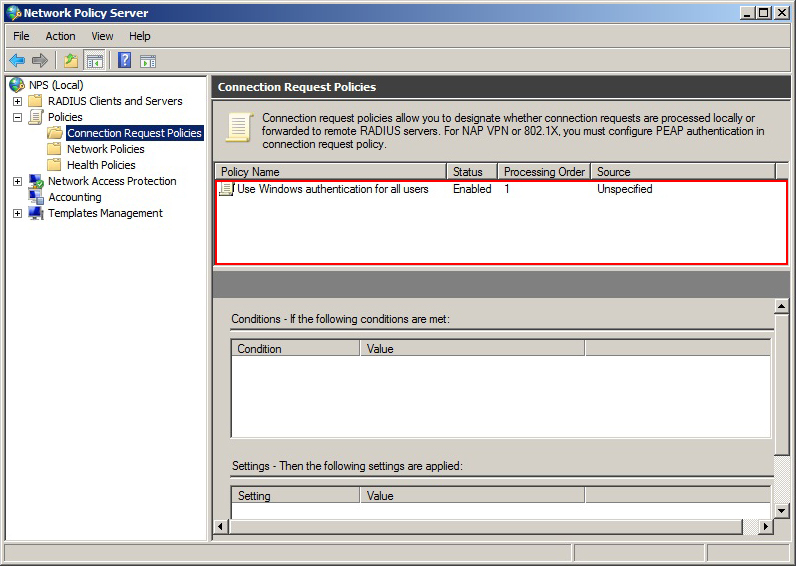 Network Policy Server
File Action View Help
NPS (Local)
RADIUS Clients and Servers
Policies
Connection Request Policies
Network Policies
Health Policies
Network Access Protection
Accounting
Templates Management
Connection Request Policies
Connection request policies allow you to designate whether connection requests are processed locally or
forwarded to remote RADIUS servers. For NAP VPN or 802.1X, you must configure PEAP authentication in
connection request policy.
Policy Name Status Processing Order Source
Use Windows authentication for all users Enabled 1 Unspecified
Conditions - If the following conditions are met:
Condition Value
Settings - Then the following settings are applied:
Setting Value